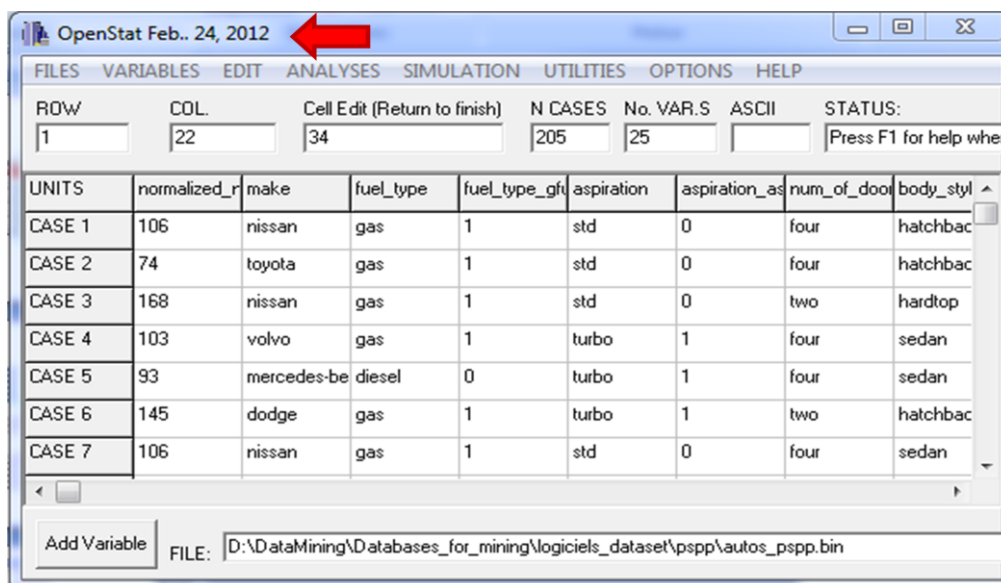 OpenStat Feb.. 24, 2012
FILES VARIABLES EDIT ANALYSES SIMULATION UTILITIES OPTIONS HELP
ROW COL. Cell Edit (Return to finish) N CASES No. VAR.S ASCII STATUS:
1 22 34 205 25 Press F1 for help whe
UNITS normalized_r make fuel_type fuel_type_gfu aspiration aspiration_as num_of_door body_styl
CASE 1 106 nissan gas 1 std 0 four hatchbac
CASE 2 74 toyota gas 1 std 0 four hatchbac
CASE 3 168 nissan gas 1 std 0 two hardtop
CASE 4 103 volvo gas 1 turbo 1 four sedan
CASE 5 93 mercedes-be diesel 0 turbo 1 four sedan
CASE 6 145 dodge gas 1 turbo 1 two hatchbac
CASE 7 106 nissan gas 1 std 0 four sedan
Add Variable FILE: D:\DataMining\Databases_for_mining\logiciels_dataset\pspp\autos_pspp.bin